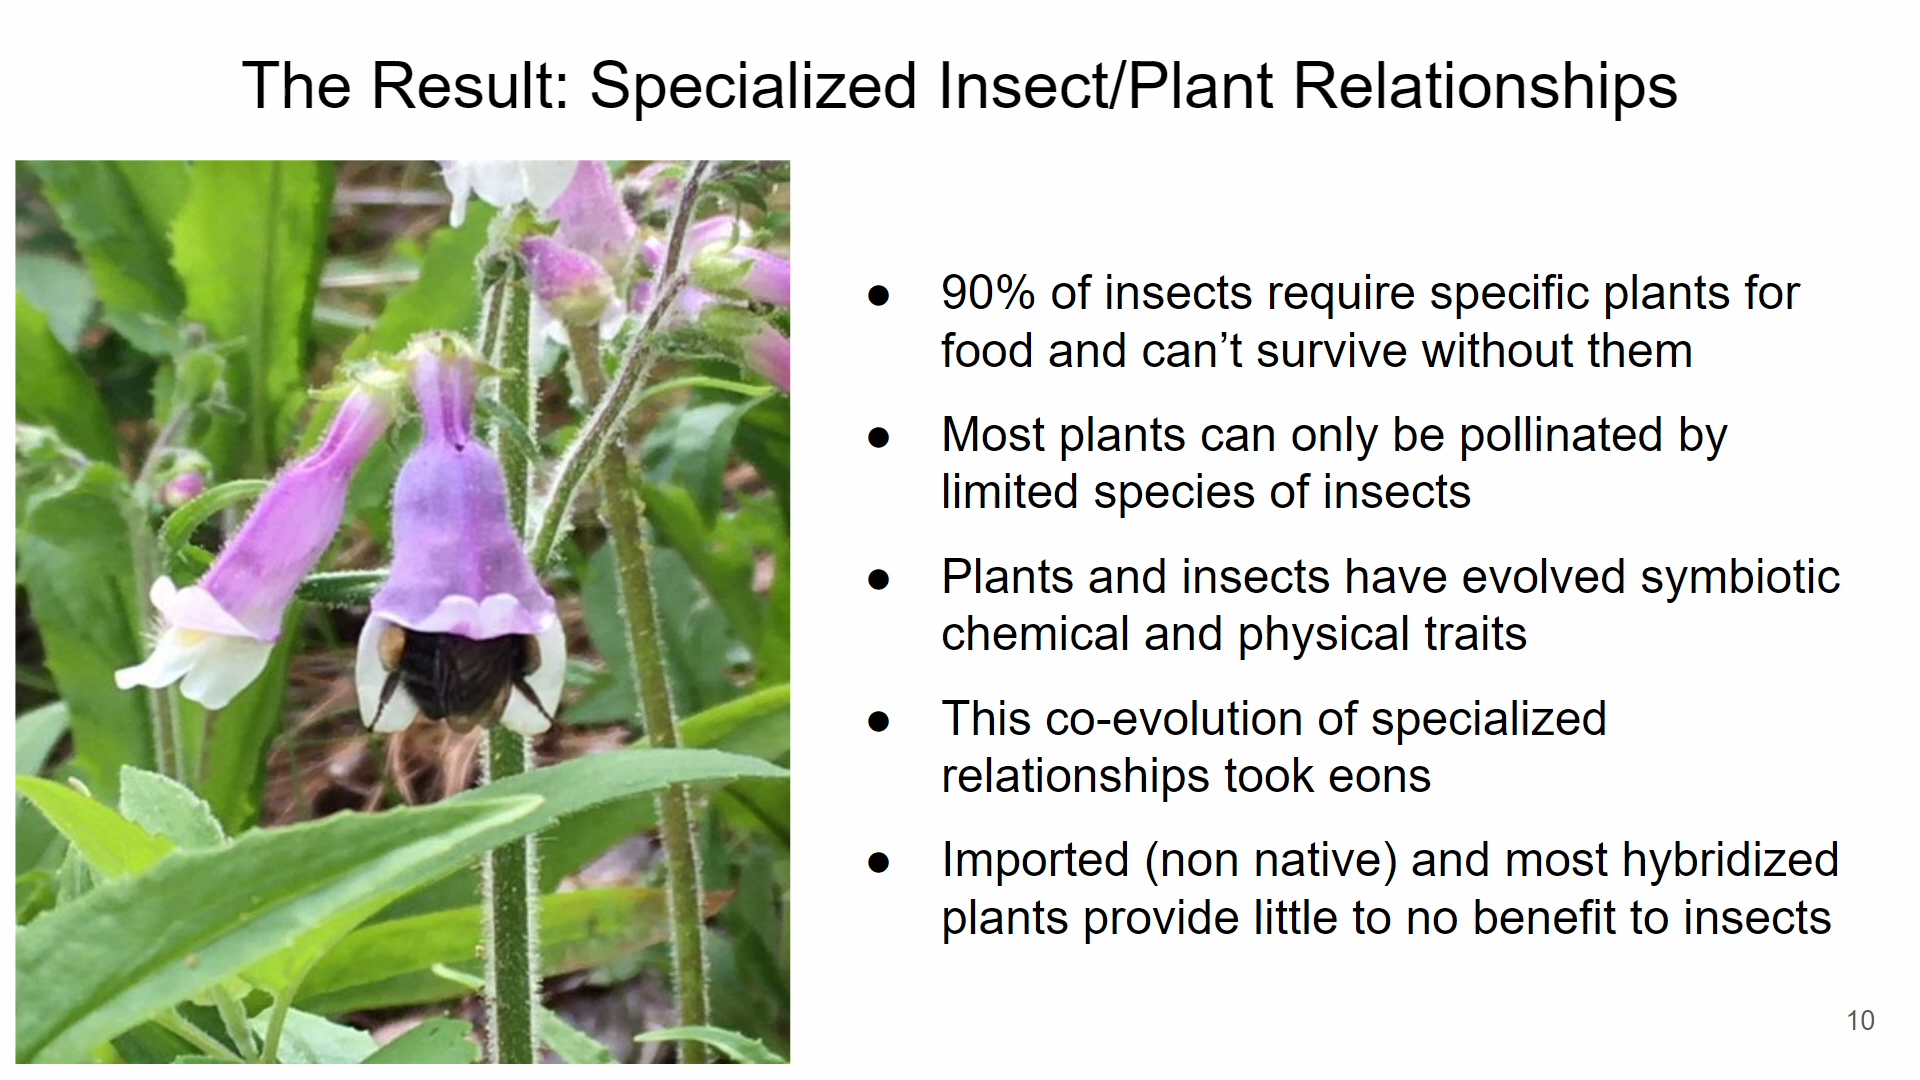 The Result: Specialized Insect/Plant Relationships
● 90% of insects require specific plants for
food and can’t survive without them
● Most plants can only be pollinated by
limited species of insects
● Plants and insects have evolved symbiotic
chemical and physical traits
● This co-evolution of specialized
relationships took eons
● Imported (non native) and most hybridized
plants provide little to no benefit to insects
10